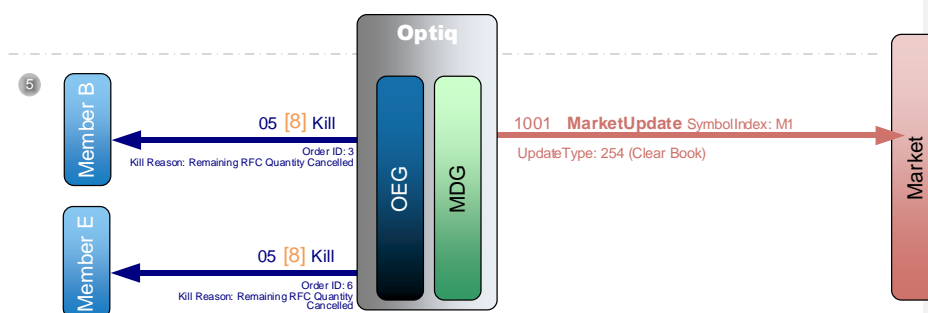 Optiq
5
Member B
05 [8] Kill
Order ID: 3
Kill Reason: Remaining RFC Quantity Cancelled
OEG
MDG
1001 MarketUpdate SymbolIndex: M1
UpdateType: 254 (Clear Book)
Market
Member E
05 [8] Kill
Order ID: 6
Kill Reason: Remaining RFC Quantity
Cancelled